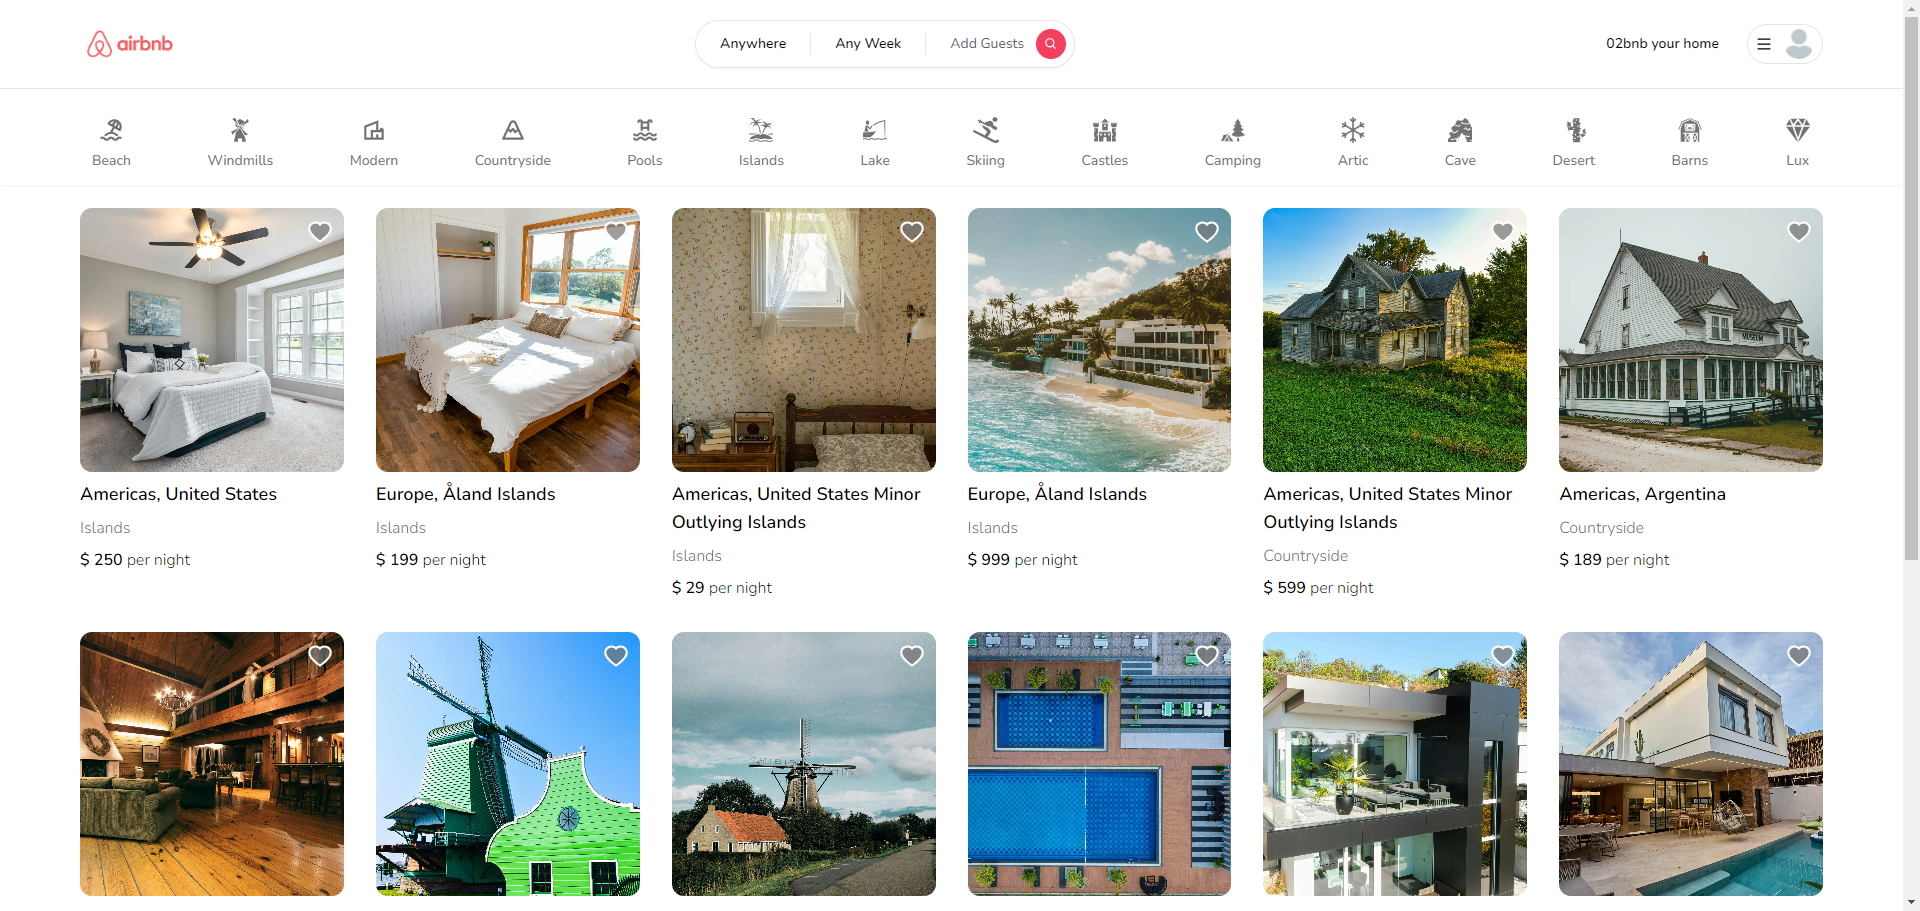 airbnb
Anywhere
Any Week
Add Guests
02bnb your home
Beach
Windmills
Modern
Countryside
Pools
Islands
Lake
Skiing
Castles
Camping
Artic
Cave
Desert
Barns
Lux
MUSEUM
Americas, United States
Islands
$ 250 per night
Europe, Åland Islands
Islands
$ 199 per night
Americas, United States Minor
Outlying Islands
Islands
$ 29 per night
Europe, Åland Islands
Islands
$ 999 per night
Americas, United States Minor
Outlying Islands
Countryside
$ 599 per night
Americas, Argentina
Countryside
$ 189 per night